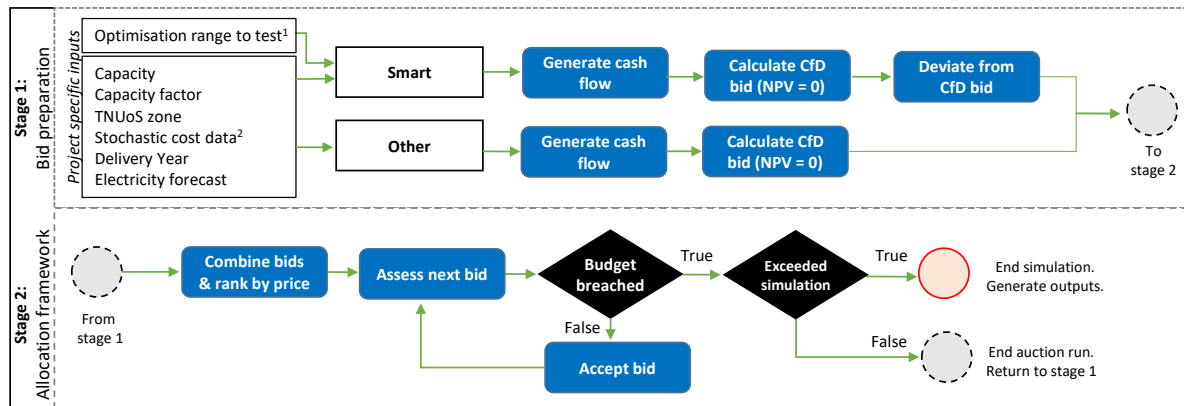 Stage 1:
Bid preparation
Project specific inputs
Optimisation range to test1
Capacity
Capacity factor
TNUoS zone
Stochastic cost data2
Delivery Year
Electricity forecast
Smart
Generate cash
flow
Calculate CfD
bid (NPV = 0)
Deviate from
CfD bid
Other
Generate cash
flow
Calculate CfD
bid (NPV = 0)
To
stage 2
Stage 2:
Allocation framework
From
stage 1
Combine bids
& rank by price
Assess next bid
Budget
breached
True
Exceeded
simulation
True
End simulation.
Generate outputs.
False
Accept bid
False
End auction run.
Return to stage 1